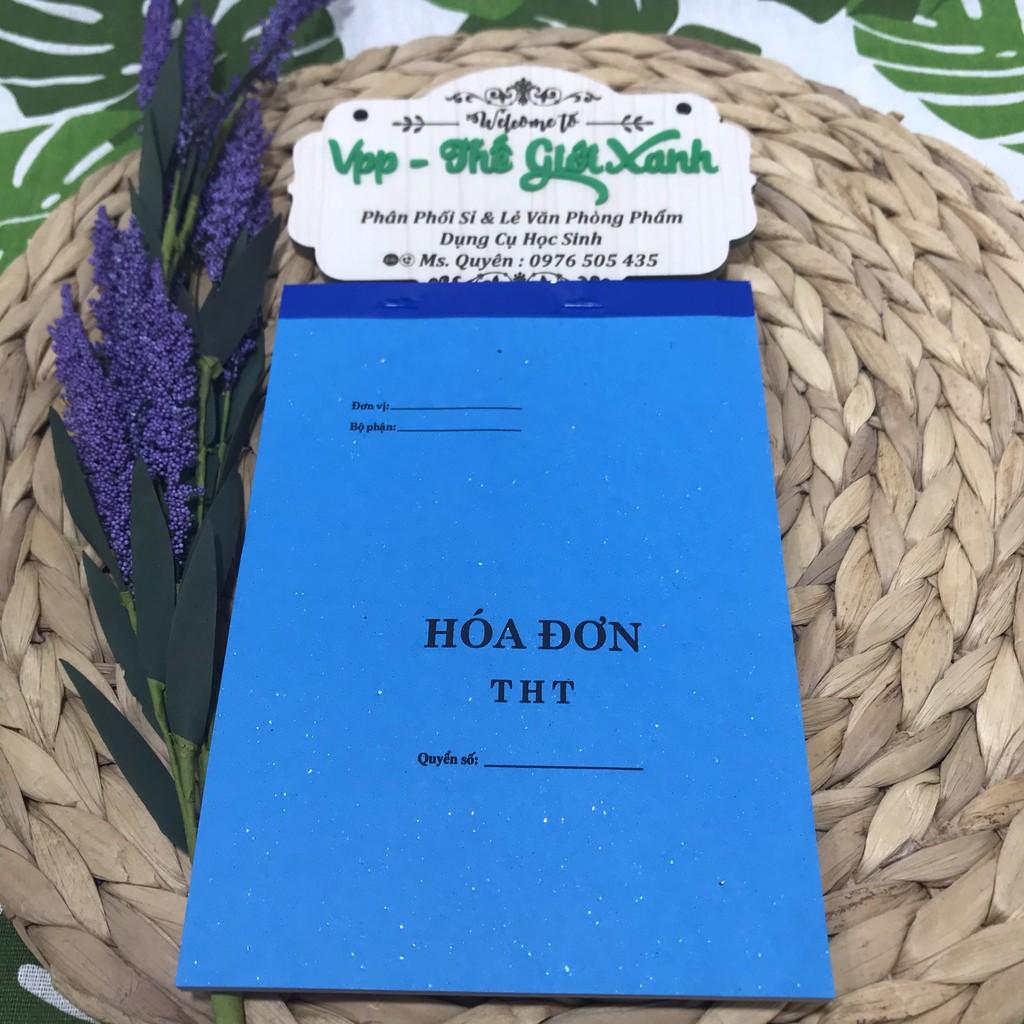 Welcome to
Vpp - Thế Giới Xanh
Phân Phối Sỉ & Lẻ Văn Phòng Phẩm
Dụng Cụ Học Sinh
Ms. Quyên : 0976 505 435
Đơn vị:
Bộ phận:
HÓA ĐƠN
THT
Quyển số: